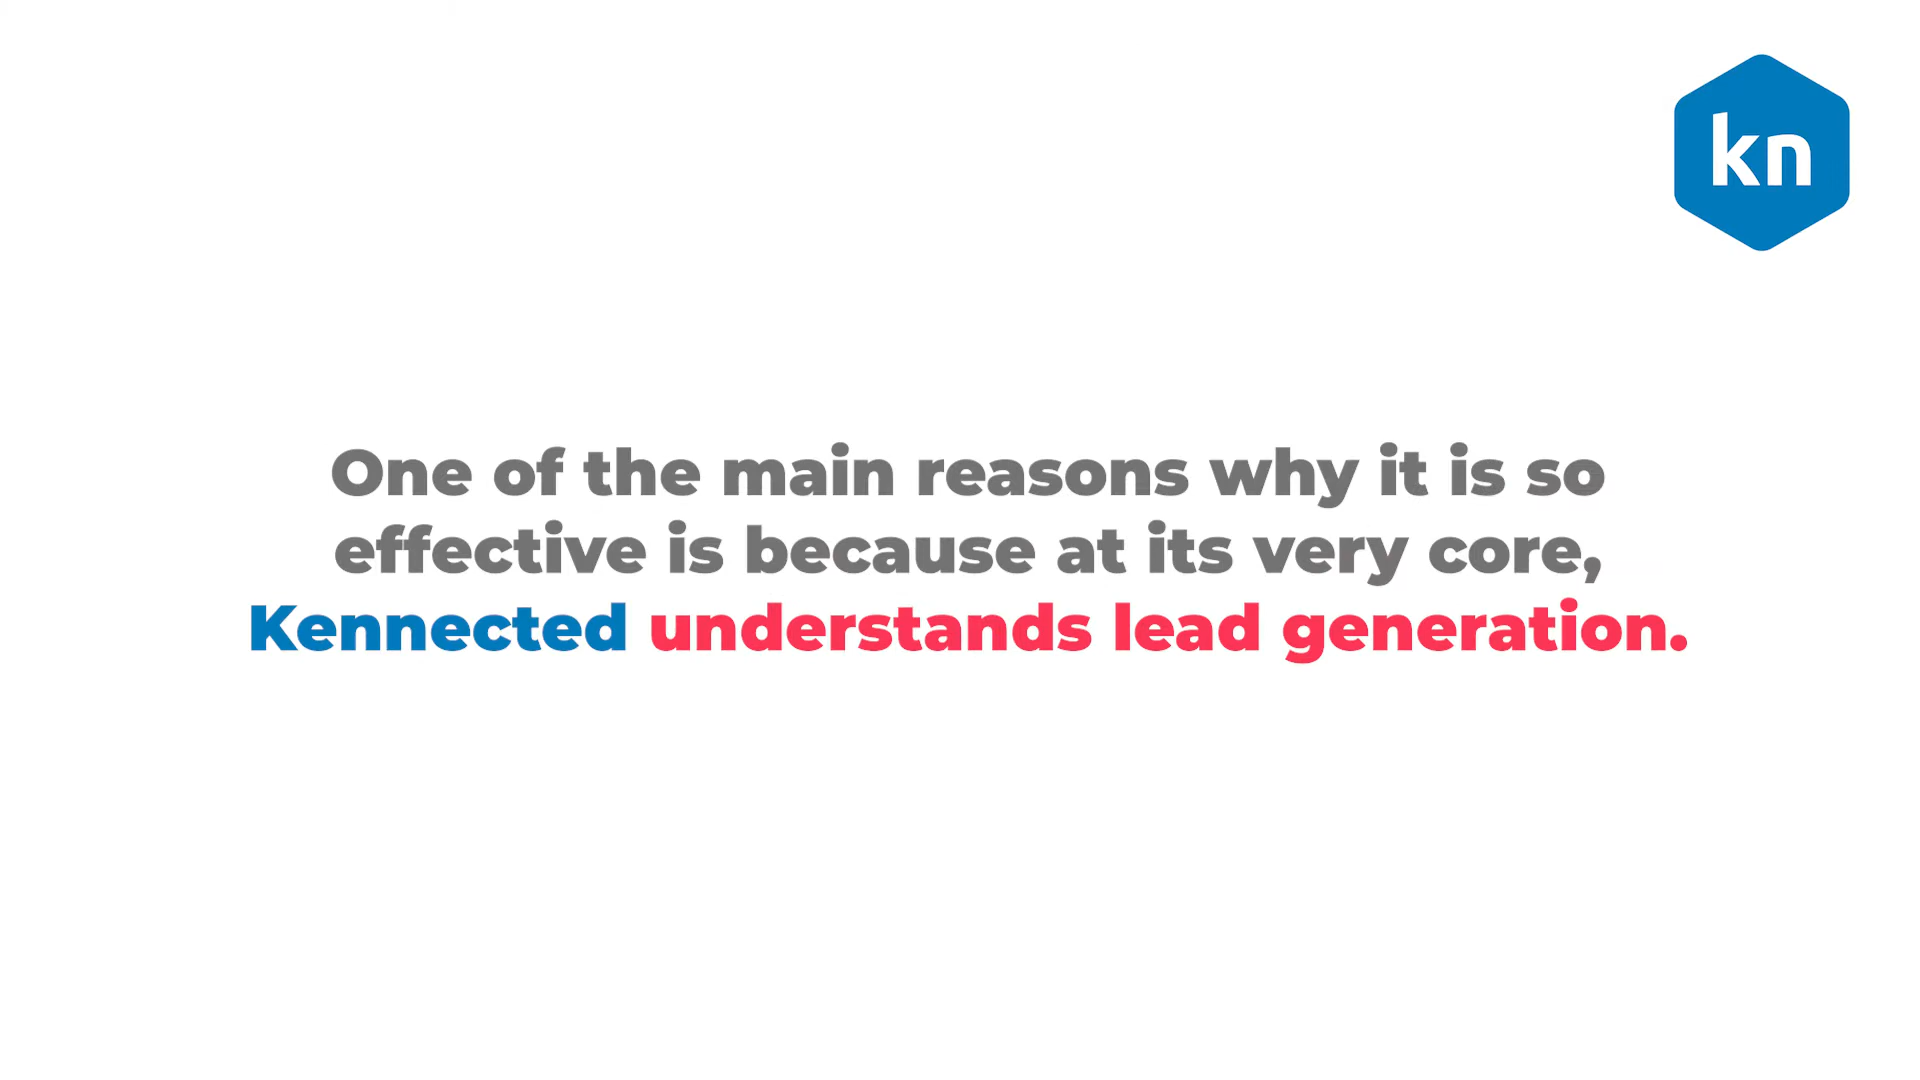 kn
One of the main reasons why it is so
effective is because at its very core,
Kennected understands lead generation.